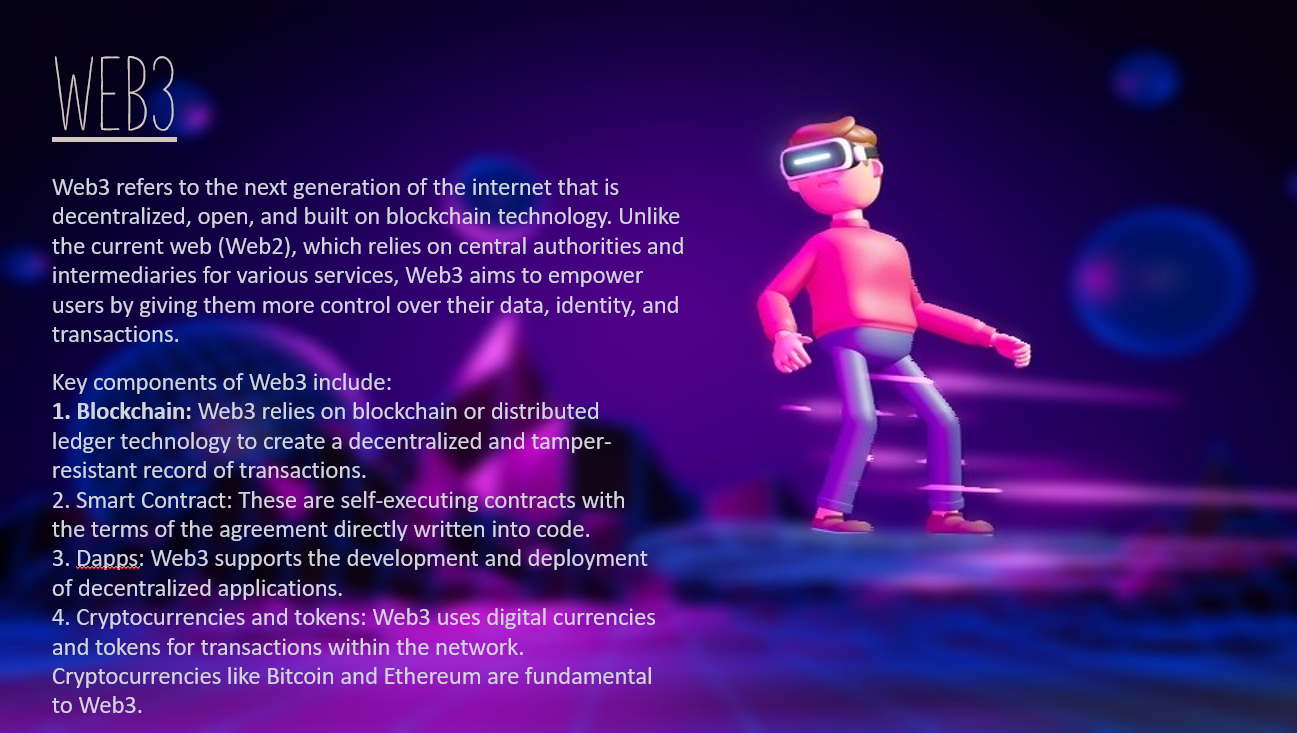 WEB3
Web3 refers to the next generation of the internet that is
decentralized, open, and built on blockchain technology. Unlike
the current web (Web2), which relies on central authorities and
intermediaries for various services, Web3 aims to empower
users by giving them more control over their data, identity, and
transactions.
Key components of Web3 include:
1. Blockchain: Web3 relies on blockchain or distributed
ledger technology to create a decentralized and tamper-
resistant record of transactions.
2. Smart Contract: These are self-executing contracts with
the terms of the agreement directly written into code.
3. Dapps: Web3 supports the development and deployment
of decentralized applications.
4. Cryptocurrencies and tokens: Web3 uses digital currencies
and tokens for transactions within the network.
Cryptocurrencies like Bitcoin and Ethereum are fundamental
to Web3.